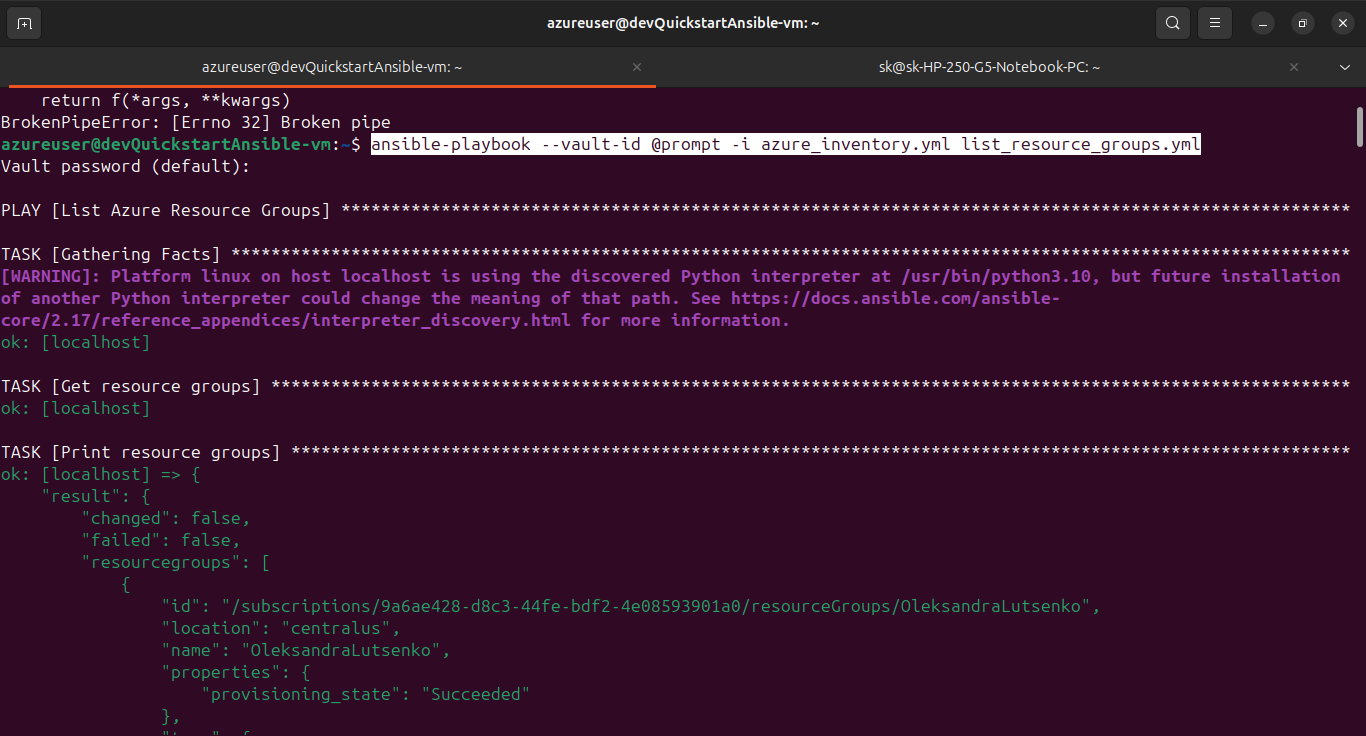 azureuser@devQuickstartAnsible-vm: ~
azureuser@devQuickstartAnsible-vm: ~
sk@sk-HP-250-G5-Notebook-PC: ~
    return f(*args, **kwargs)
BrokenPipeError: [Errno 32] Broken pipe
azureuser@devQuickstartAnsible-vm:~$ ansible-playbook --vault-id @prompt -i azure_inventory.yml list_resource_groups.yml
Vault password (default):
PLAY [List Azure Resource Groups] *****************************************************************************************************
TASK [Gathering Facts] ****************************************************************************************************************
[WARNING]: Platform linux on host localhost is using the discovered Python interpreter at /usr/bin/python3.10, but future installation
of another Python interpreter could change the meaning of that path. See https://docs.ansible.com/ansible-
core/2.17/reference_appendices/interpreter_discovery.html for more information.
ok: [localhost]
TASK [Get resource groups] ************************************************************************************************************
ok: [localhost]
TASK [Print resource groups] **********************************************************************************************************
ok: [localhost] => {
    "result": {
        "changed": false,
        "failed": false,
        "resourcegroups": [
            {
                "id": "/subscriptions/9a6ae428-d8c3-44fe-bdf2-4e08593901a0/resourceGroups/OleksandraLutsenko",
                "location": "centralus",
                "name": "OleksandraLutsenko",
                "properties": {
                    "provisioning_state": "Succeeded"
                },